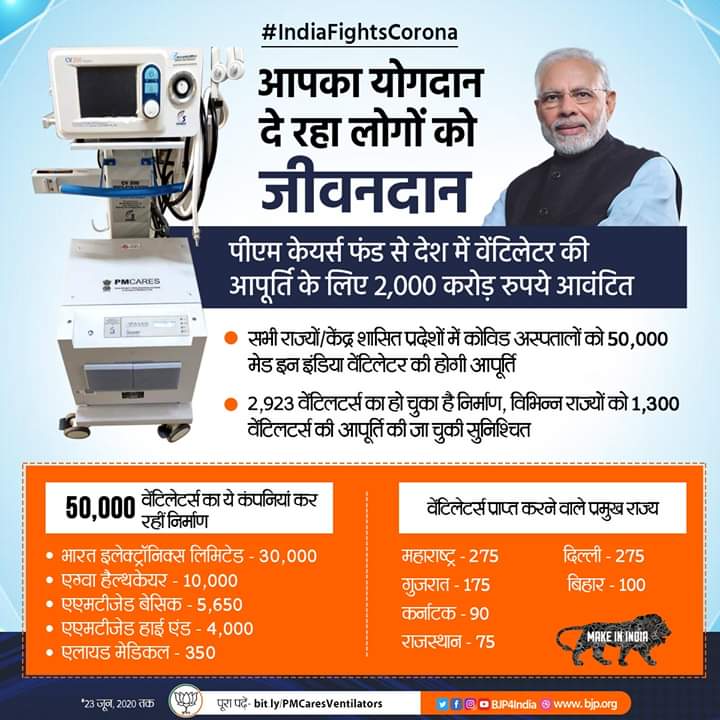 #IndiaFightsCorona
आपका योगदान
दे रहा लोगों को
जीवनदान
पीएम केयर्स फंड से देश में वेंटिलेटर की
आपूर्ति के लिए 2,000 करोड़ रुपये आवंटित
• सभी राज्यों/केंद्र शासित प्रदेशों में कोविड अस्पतालों को 50,000
मेड इन इंडिया वेंटिलेटर की होगी आपूर्ति
• 2,923 वेंटिलटर्स का हो चुका है निर्माण, विभिन्न राज्यों को 1,300
वेंटिलटर्स की आपूर्ति की जा चुकी सुनिश्चित
CV 200
PMCARES
50,000 वेंटिलेटर्स का ये कंपनियां कर
रहीं निर्माण
• भारत इलेक्ट्रॉनिक्स लिमिटेड - 30,000
• एग्वा हैल्थकेयर - 10,000
• एएमटीजेड बेसिक - 5,650
• एएमटीजेड हाई एंड - 4,000
• एलायड मेडिकल - 350
वेंटिलेटर्स प्राप्त करने वाले प्रमुख राज्य
महाराष्ट्र - 275
गुजरात - 175
कर्नाटक - 90
राजस्थान - 75
दिल्ली - 275
बिहार - 100
MAKE IN INDIA
*23 जून, 2020 तक
पूरा पढ़ें- bit.ly/PMCaresVentilators
BJP4India www.bjp.org